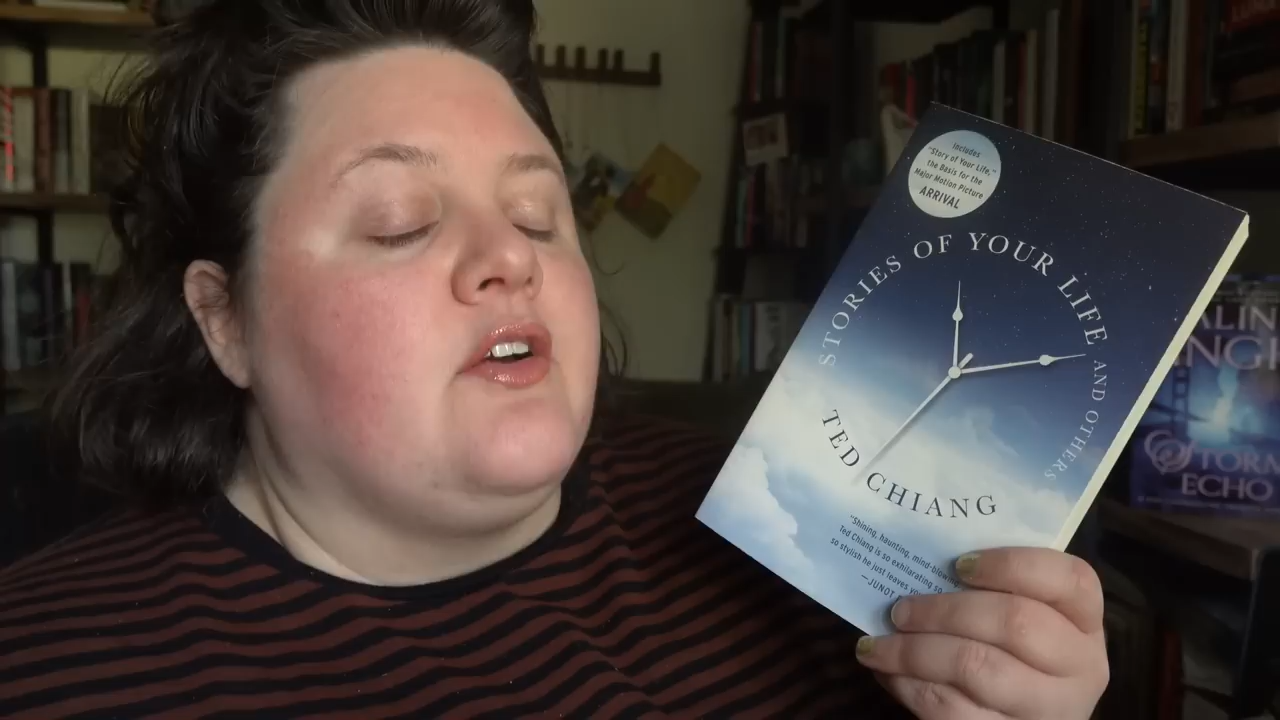 Includes
"Story of Your Life,"
the Basis for the
Major Motion Picture
ARRIVAL
STORIES OF YOUR LIFE
AND OTHERS
TED CHIANG
"Shining, haunting, mind-blowing
Ted Chiang is so exhilarating so
so stylish he just leaves
—JUNOT
TORM
ECHO